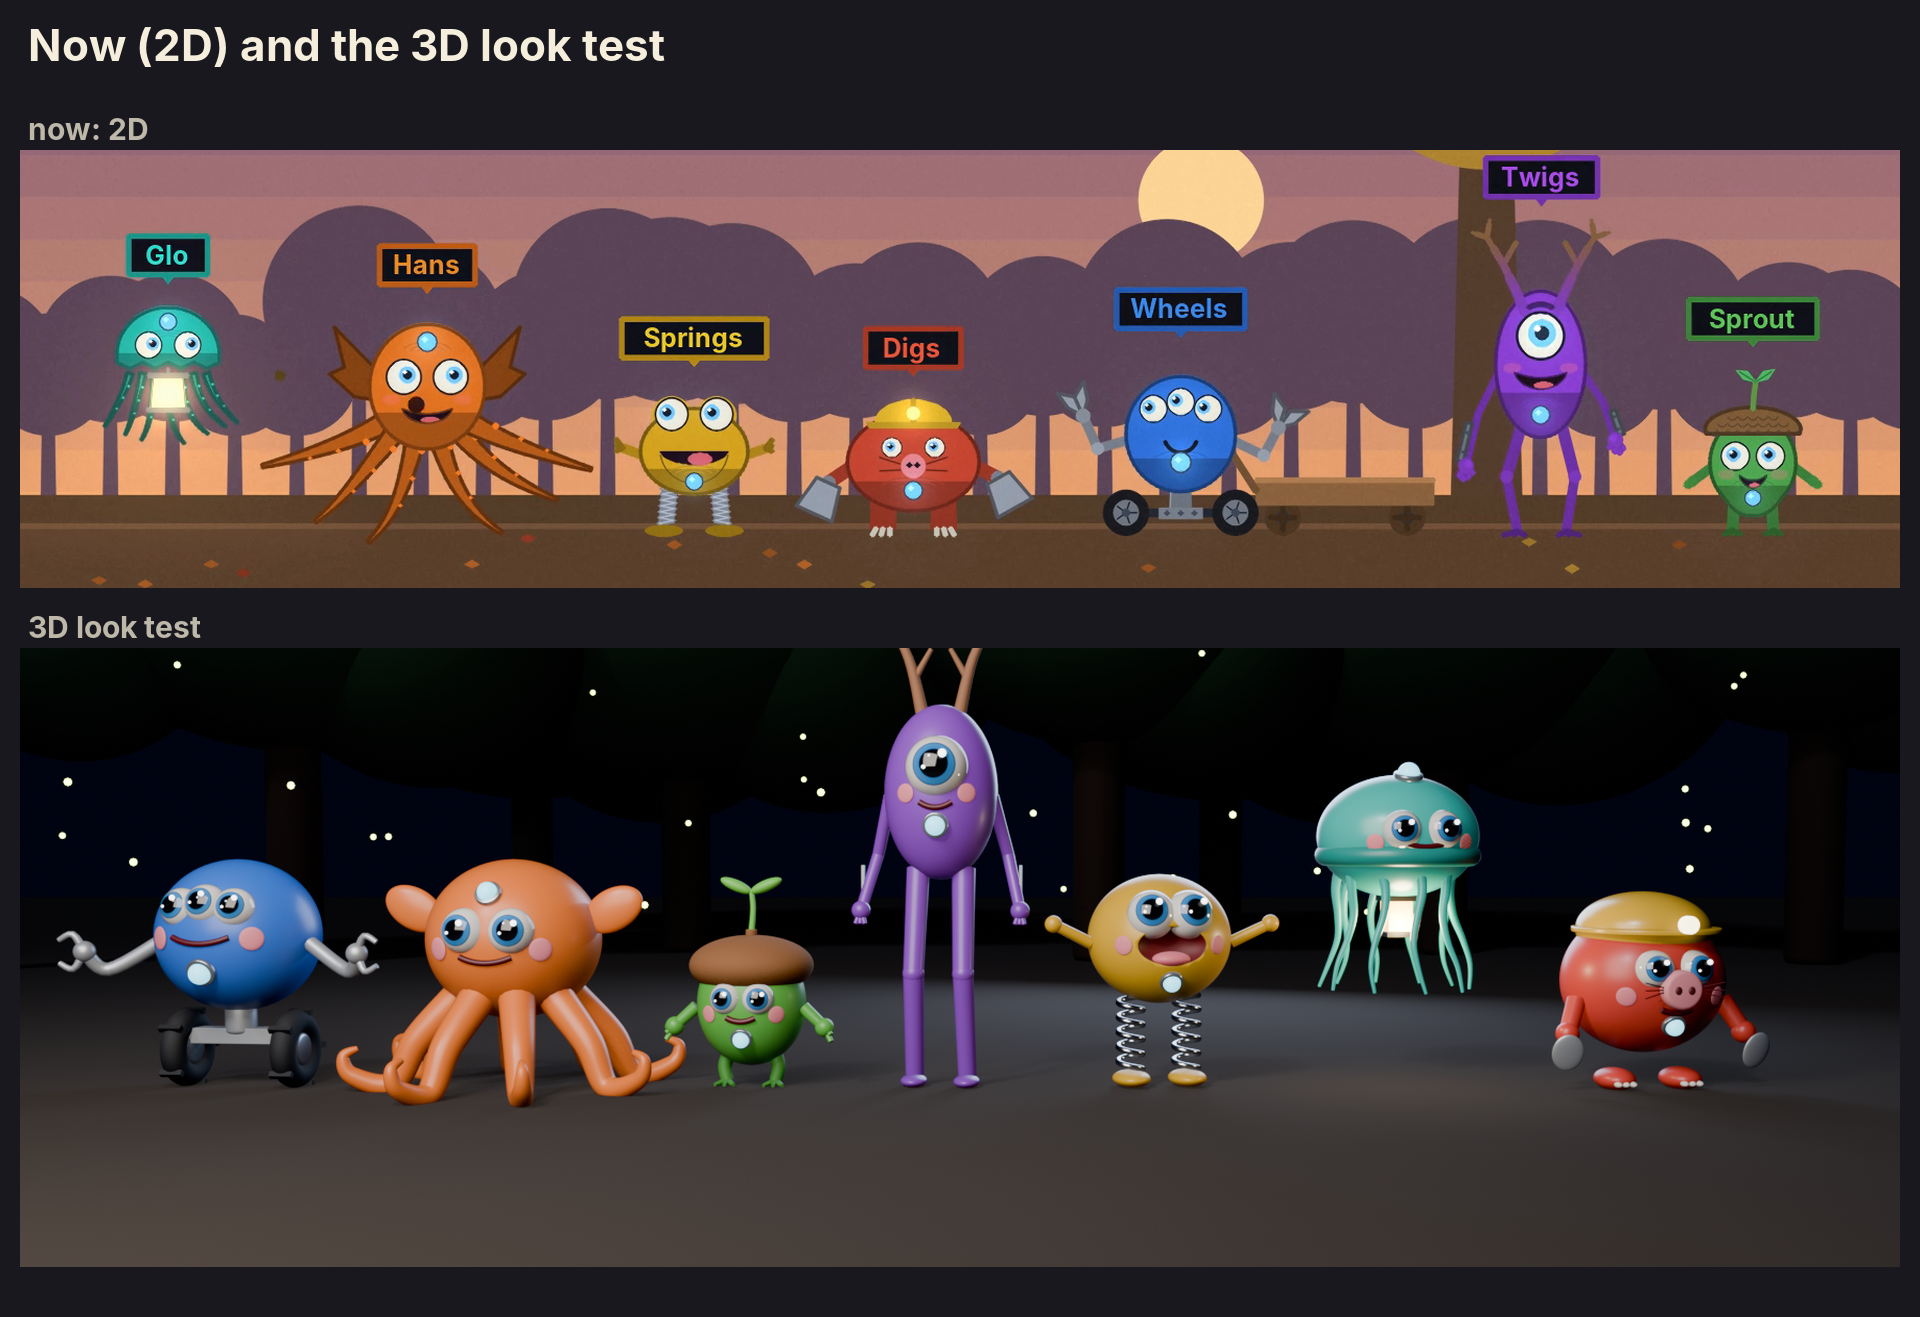 Now (2D) and the 3D look test
now: 2D
Twigs
Glo
Hans
Wheels
Sprout
Springs
Digs
3D look test